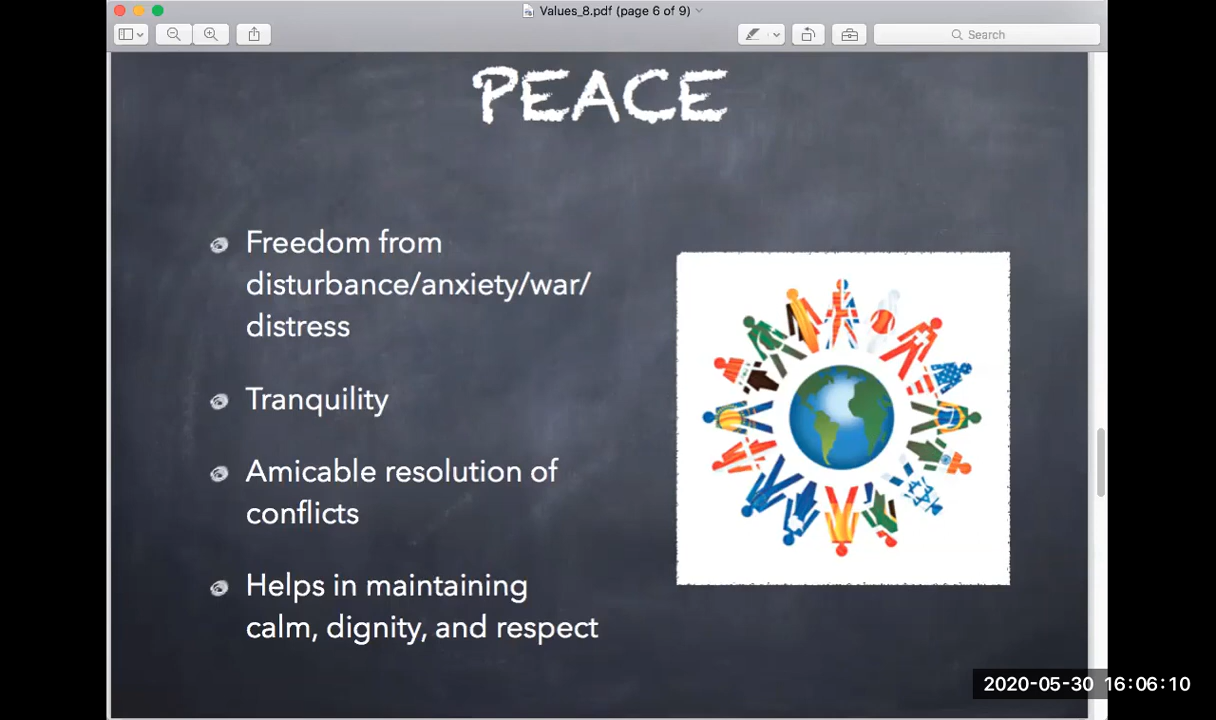 Values_8.pdf (page 6 of 9)
Search
PEACE
Freedom from
disturbance/anxiety/war/
distress
Tranquility
Amicable resolution of
conflicts
Helps in maintaining
calm, dignity, and respect
2020-05-30 16:06:10